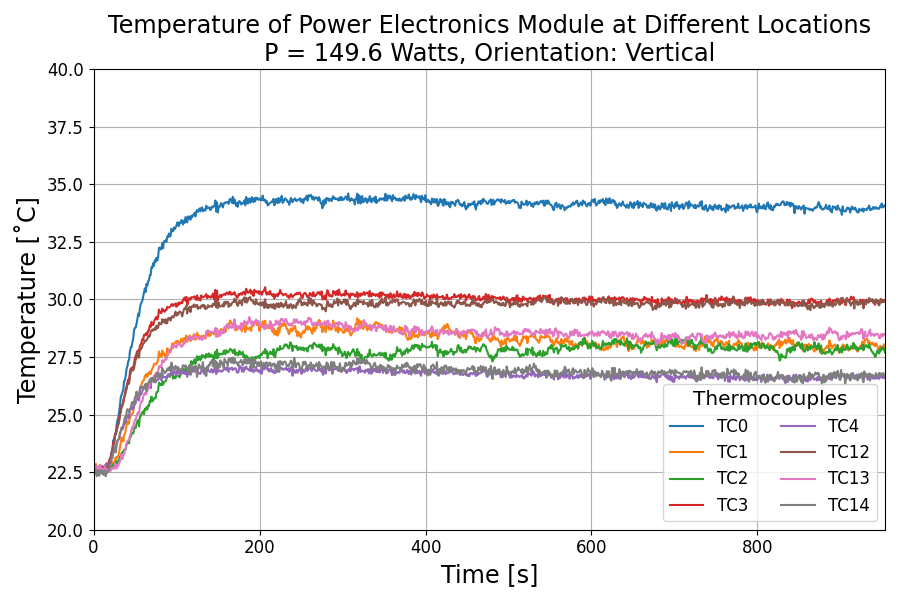 Temperature of Power Electronics Module at Different Locations
P = 149.6 Watts, Orientation: Vertical
40.0
37.5
35.0
32.5
30.0
27.5
25.0
22.5
20.0
Temperature [˚C]
0
200
400
600
800
Time [s]
Thermocouples
TC0
TC1
TC2
TC3
TC4
TC12
TC13
TC14